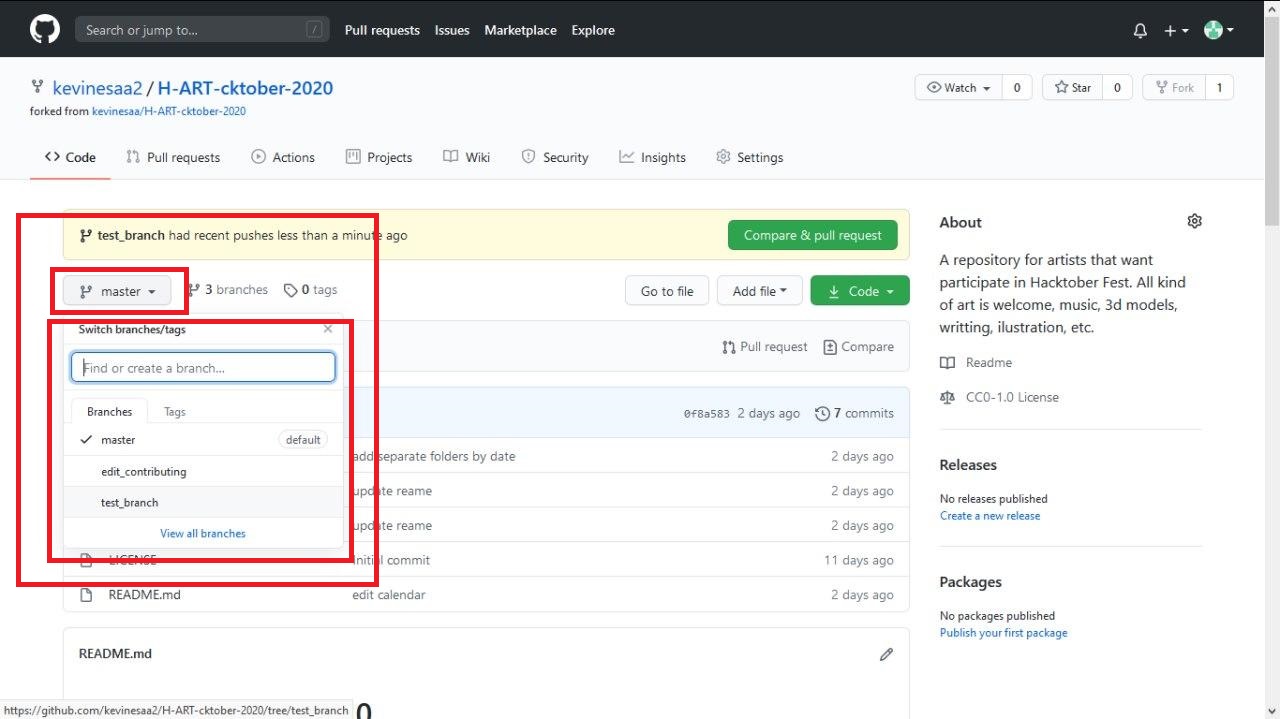 Search or jump to... / Pull requests Issues Marketplace Explore
kevinesaa2 / H-ART-cktober-2020 Watch 0 Star 0 Fork 1
forked from kevinesaa/H-ART-cktober-2020
Code Pull requests Actions Projects Wiki Security Insights Settings
test_branch had recent pushes less than a minute ago Compare & pull request
master 3 branches 0 tags Go to file Add file Code
Switch branches/tags
Find or create a branch...
Branches Tags
master default
edit_contributing
test_branch
View all branches
Pull request Compare
0f8a583 2 days ago 7 commits
add separate folders by date 2 days ago
update reame 2 days ago
update reame 2 days ago
LICENSE Initial commit 11 days ago
README.md edit calendar 2 days ago
README.md
About
A repository for artists that want
participate in Hacktober Fest. All kind
of art is welcome, music, 3d models,
writting, ilustration, etc.
Readme
CC0-1.0 License
Releases
No releases published
Create a new release
Packages
No packages published
Publish your first package
https://github.com/kevinesaa2/H-ART-cktober-2020/tree/test_branch